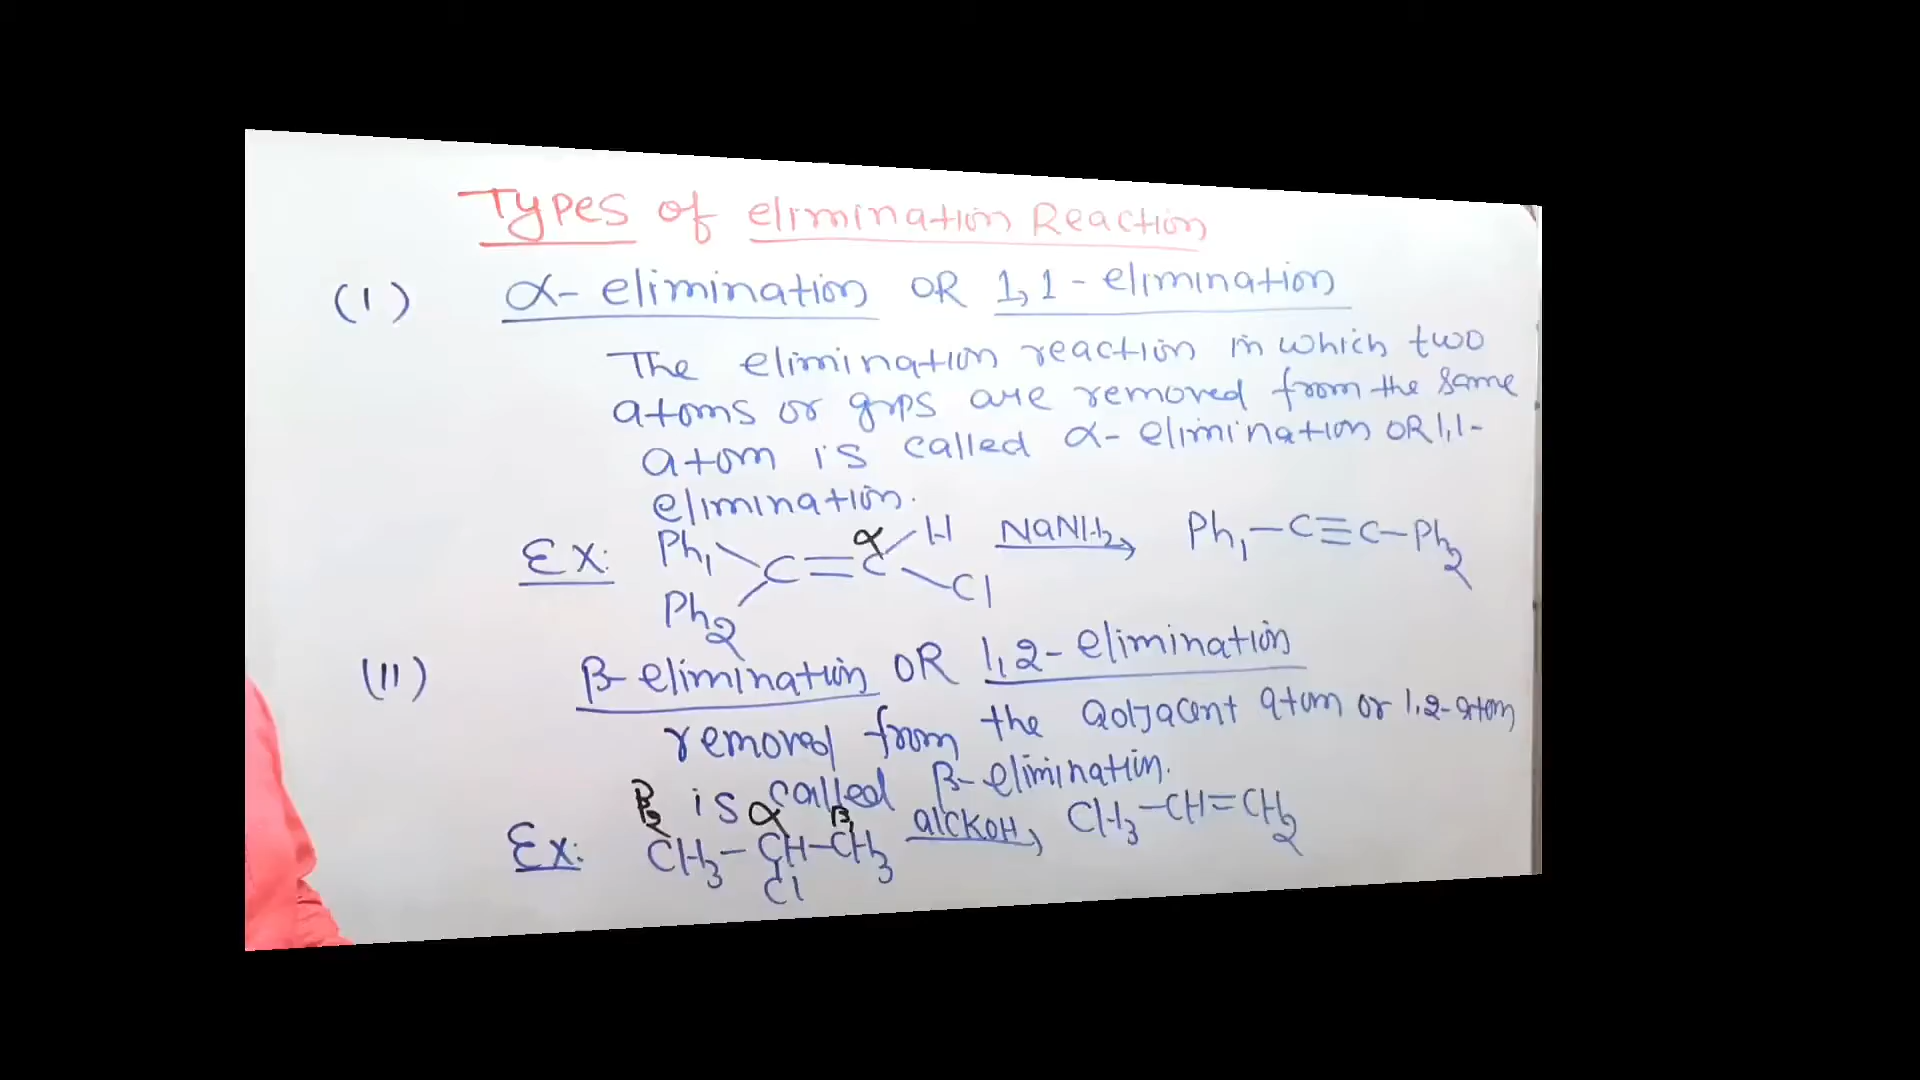 Types of elimination Reaction
(I) α- elimination OR 1,1- elimination
The elimination reaction in which two
atoms or grps are removed from the same
atom is called α- elimination OR 1,1-
elimination.
Ex: Ph1 Ph2 C=C α H Cl NaNH2 → Ph1-C≡C-Ph2
(II) β- elimination OR 1,2- elimination
removed from the adjacent atom or 1,2- atom
is called β- elimination.
β2 α β1
Ex: CH3-CH-CH3 alcKOH → CH3-CH=CH2
Cl